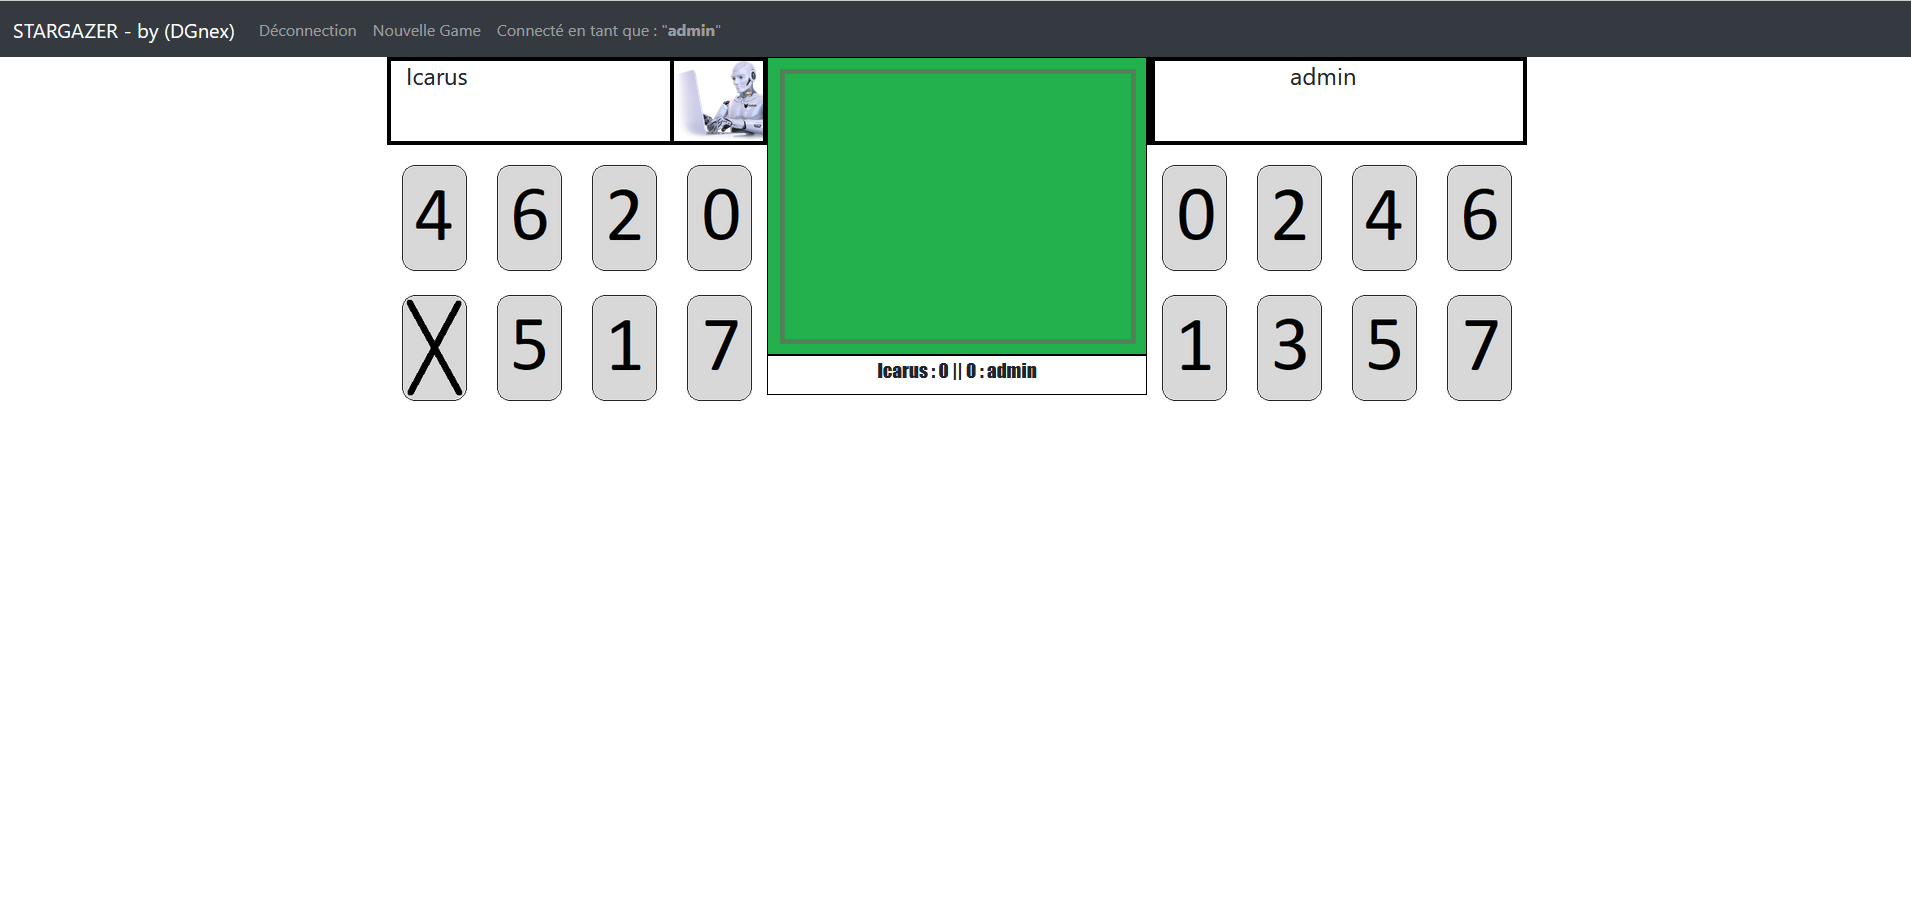 STARGAZER - by (DGnex) Déconnection Nouvelle Game Connecté en tant que : "admin"
Icarus
admin
4 6 2 0
0 2 4 6
X 5 1 7
1 3 5 7
Icarus : 0 || 0 : admin